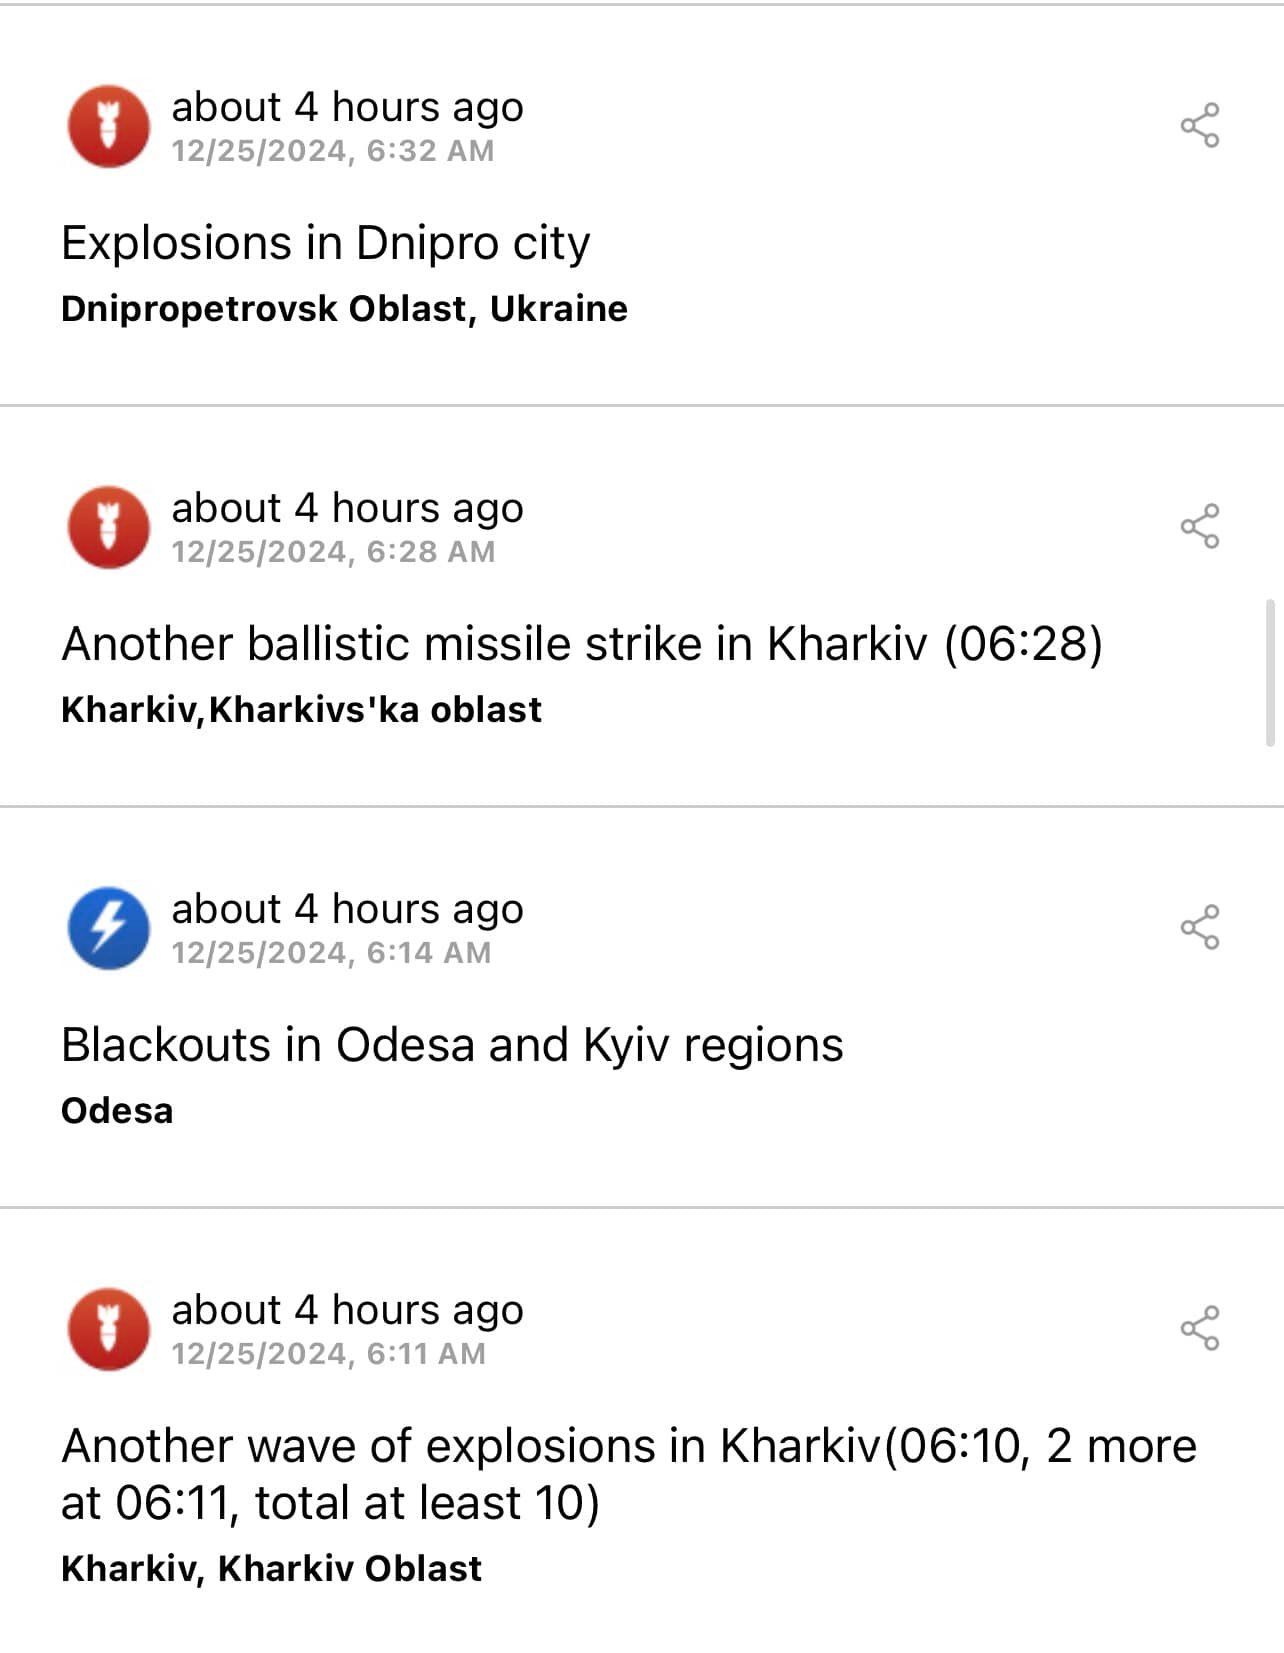 about 4 hours ago
12/25/2024, 6:32 AM
Explosions in Dnipro city
Dnipropetrovsk Oblast, Ukraine
about 4 hours ago
12/25/2024, 6:28 AM
Another ballistic missile strike in Kharkiv (06:28)
Kharkiv,Kharkivs'ka oblast
about 4 hours ago
12/25/2024, 6:14 AM
Blackouts in Odesa and Kyiv regions
Odesa
about 4 hours ago
12/25/2024, 6:11 AM
Another wave of explosions in Kharkiv(06:10, 2 more
at 06:11, total at least 10)
Kharkiv, Kharkiv Oblast